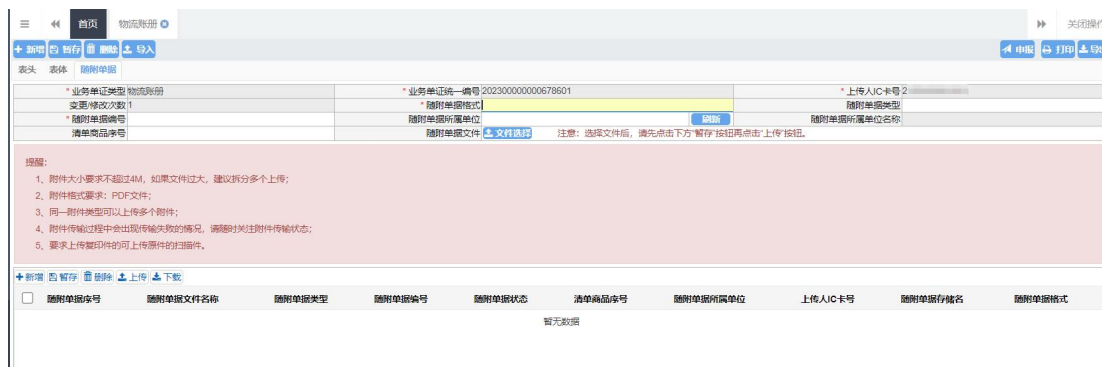 首页 物流账册
关闭操作
新增 暂存 删除 导入 申报 打印 导出
表头 表体 随附单据
*业务单证类型 物流账册 *业务单证统一编号 202300000000678601 *上传人IC卡号 2
变更/修改次数 1 *随附单据格式 随附单据类型
*随附单据编号 随附单据所属单位 刷新 随附单据所属单位名称
清单商品序号 随附单据文件 文件选择 注意：选择文件后，请先点击下方“暂存”按钮再点击“上传”按钮。
提醒：
1、附件大小要求不超过4M，如果文件过大，建议拆分多个上传；
2、附件格式要求：PDF文件；
3、同一附件类型可以上传多个附件；
4、附件传输过程中会出现传输失败的情况，请随时关注附件传输状态；
5、要求上传复印件的可上传原件的扫描件。
新增 暂存 删除 上传 下载
随附单据序号 随附单据文件名称 随附单据类型 随附单据编号 随附单据状态 清单商品序号 随附单据所属单位 上传人IC卡号 随附单据存储名 随附单据格式
暂无数据